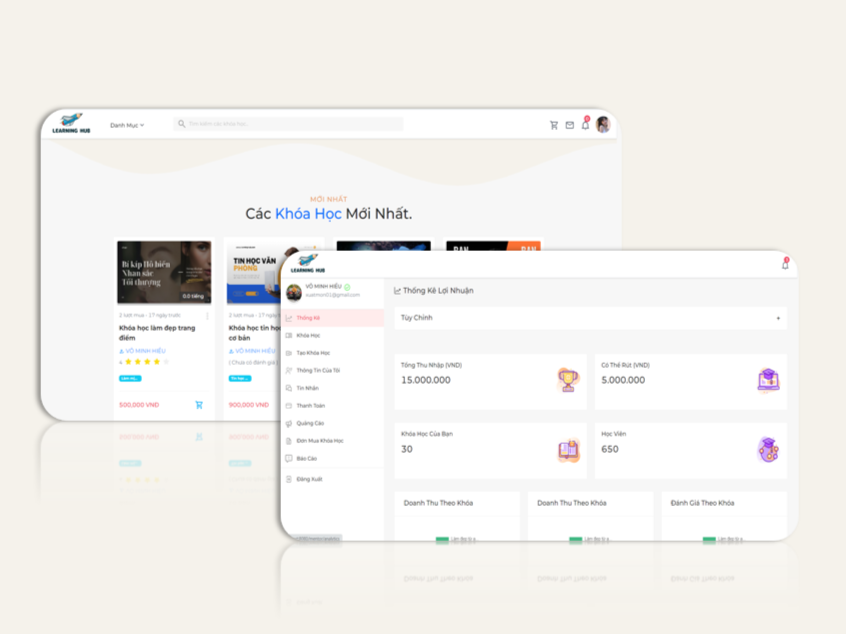 LEARNING HUB
Danh Mục
Tìm kiếm các khóa học...
MỚI NHẤT
Các Khóa Học Mới Nhất.
Bí kíp Hô biến
Nhan sắc
Tối thượng
0.0 tiếng
TIN HỌC VĂN
PHÒNG
BẠN
BẠN
2 lượt mua - 17 ngày trước
Khóa học làm đẹp trang
điểm
VÕ MINH HIẾU
500,000 VNĐ
2 lượt mua - 17 ngày
Khóa học tin học
cơ bản
VÕ MINH HIẾU
( Chưa có đánh giá
900,000 VNĐ
LEARNING HUB
VÕ MINH HIẾU
Thống Kê
Khóa Học
Tạo Khóa Học
Thông Tin Của Tôi
Tin Nhắn
Thanh Toán
Quảng Cáo
Đơn Mua Khóa Học
Báo Cáo
Đăng Xuất
Thống Kê Lợi Nhuận
Tùy Chỉnh
Tổng Thu Nhập (VND)
15.000.000
Có Thể Rút (VND)
5.000.000
Khóa Học Của Bạn
30
Học Viên
650
Doanh Thu Theo Khóa
Doanh Thu Theo Khóa
Đánh Giá Theo Khóa